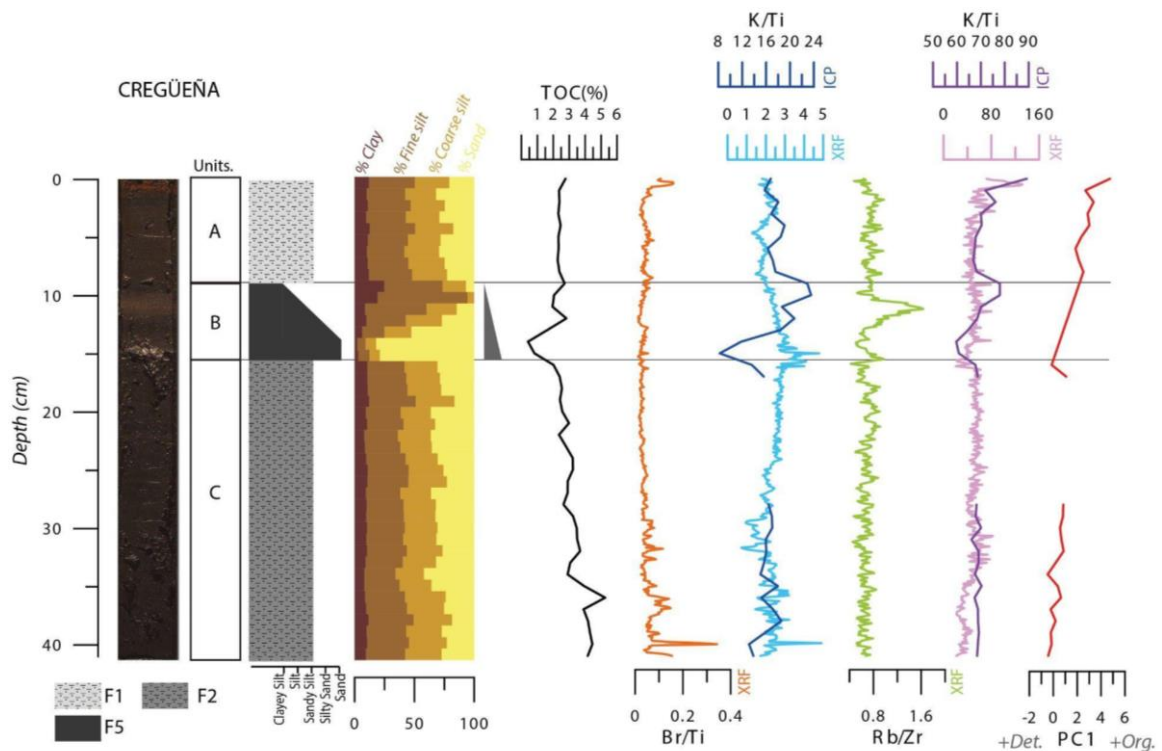 CREGÜEÑA
Units.
% Clay
% Fine silt
% Coarse silt
% Sand
TOC(%)
1 2 3 4 5 6
K/Ti
8 12 16 20 24
ICP
0 1 2 3 4 5
XRF
K/Ti
50 60 70 80 90
ICP
0 80 160
XRF
Depth (cm)
0
10
20
30
40
A
B
C
F1
F2
F5
Clayey Silt
Silt
Sandy Silt
Silty Sand
Sand
0 50 100
XRF
0 0.2 0.4
Br/Ti
XRF
0.8 1.6
Rb/Zr
-2 0 2 4 6
+Det. PC1 +Org.